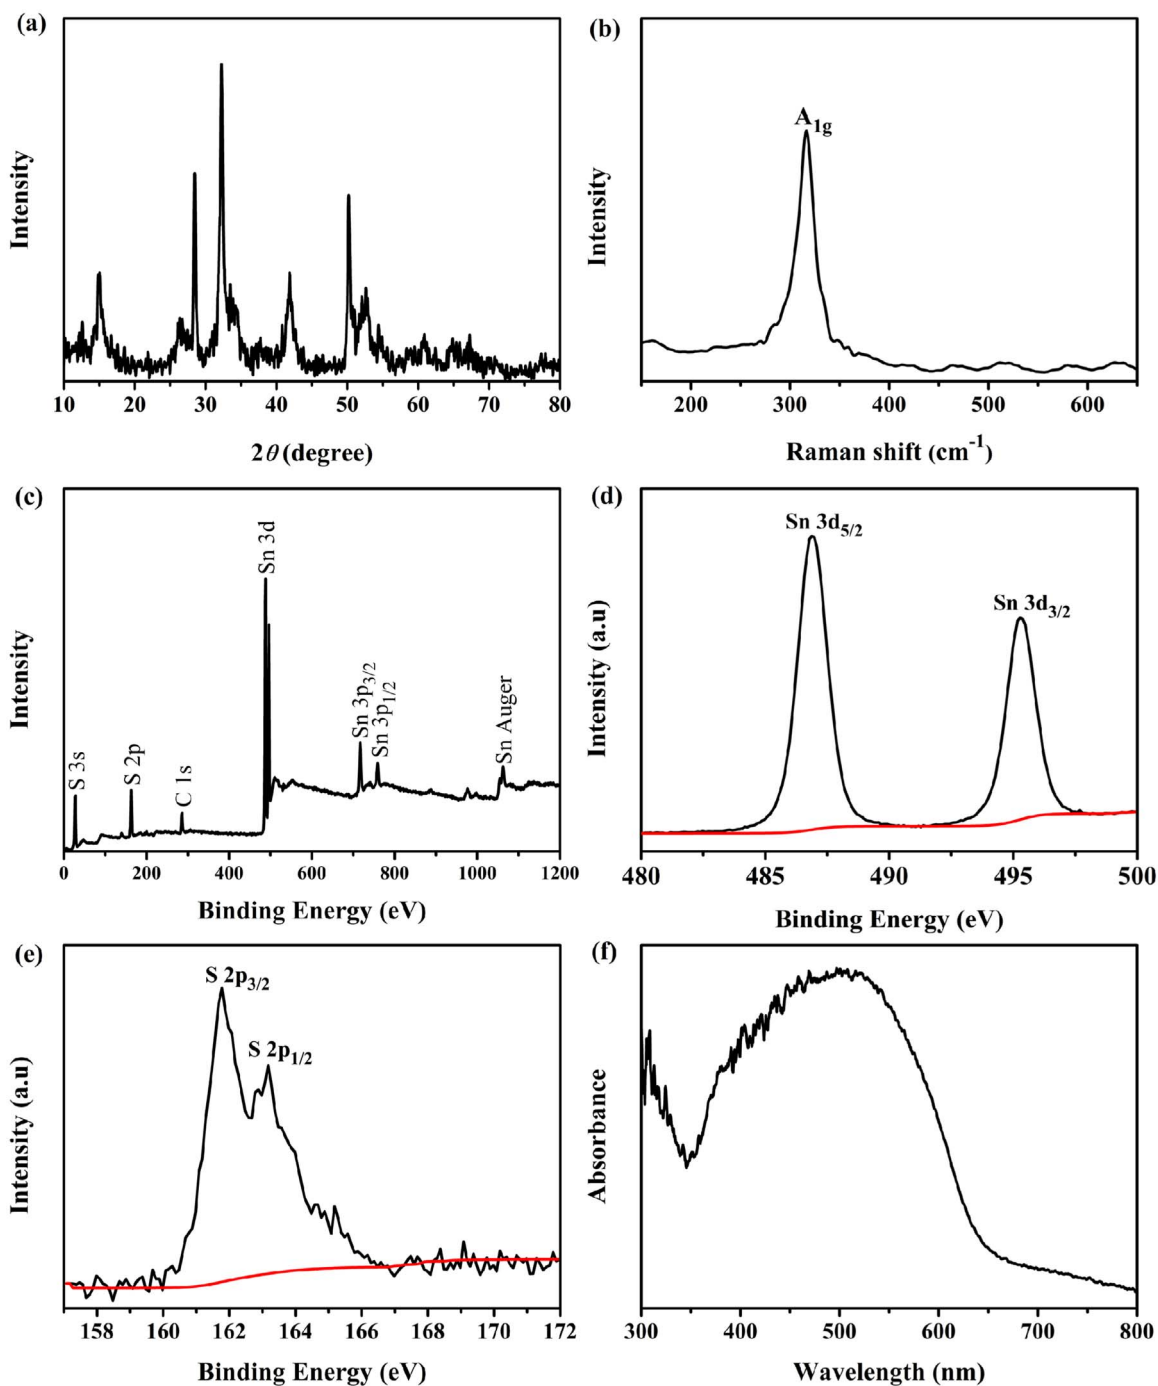 (a)
Intensity
10 20 30 40 50 60 70 80
2θ (degree)
(b)
A1g
Intensity
200 300 400 500 600
Raman shift (cm-1)
(c)
Intensity
S 3s
S 2p
C 1s
Sn 3d
Sn 3p3/2
Sn 3p1/2
Sn Auger
0 200 400 600 800 1000 1200
Binding Energy (eV)
(d)
Sn 3d5/2
Sn 3d3/2
Intensity (a.u)
480 485 490 495 500
Binding Energy (eV)
(e)
S 2p3/2
S 2p1/2
Intensity (a.u)
158 160 162 164 166 168 170 172
Binding Energy (eV)
(f)
Absorbance
300 400 500 600 700 800
Wavelength (nm)